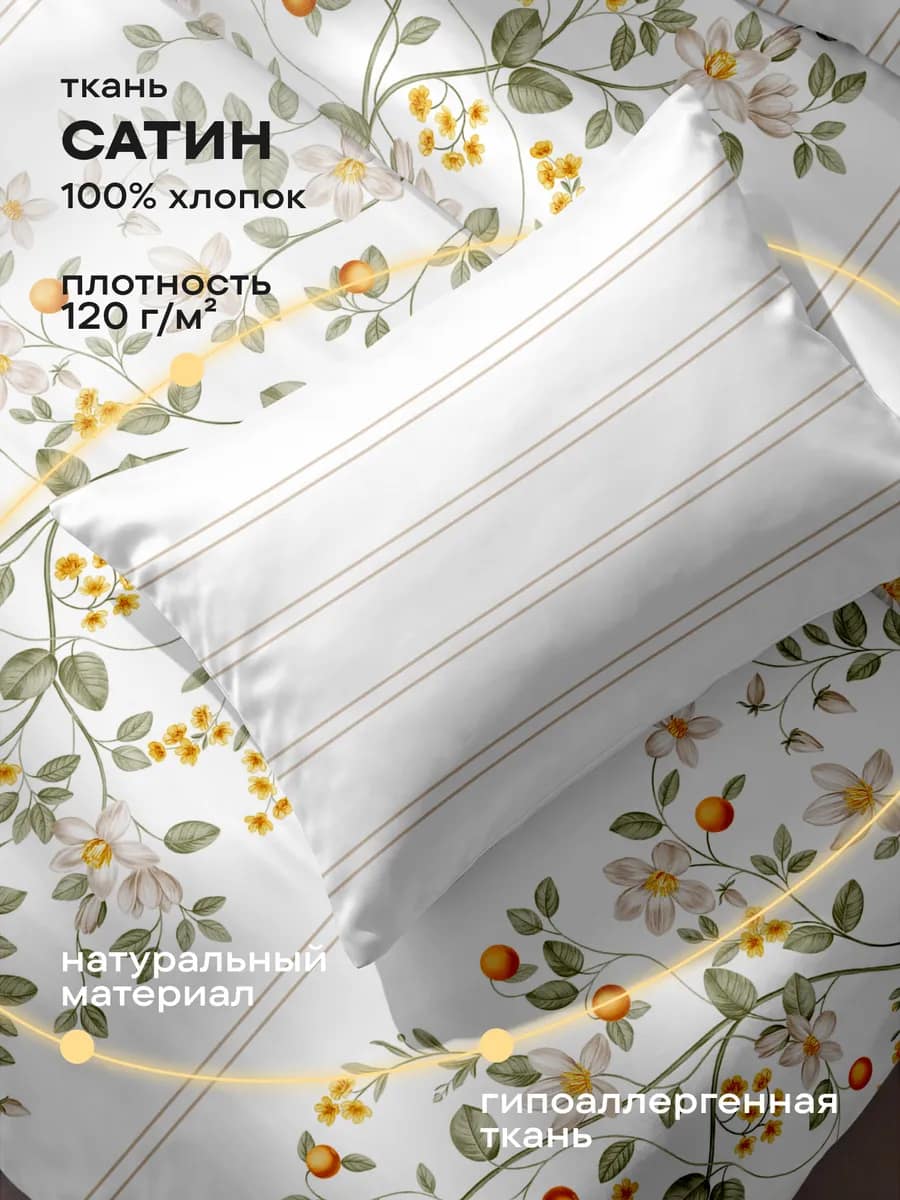 ткань
САТИН
100% хлопок
плотность
120 г/м²
натуральный
материал
гипоаллергенная
ткань